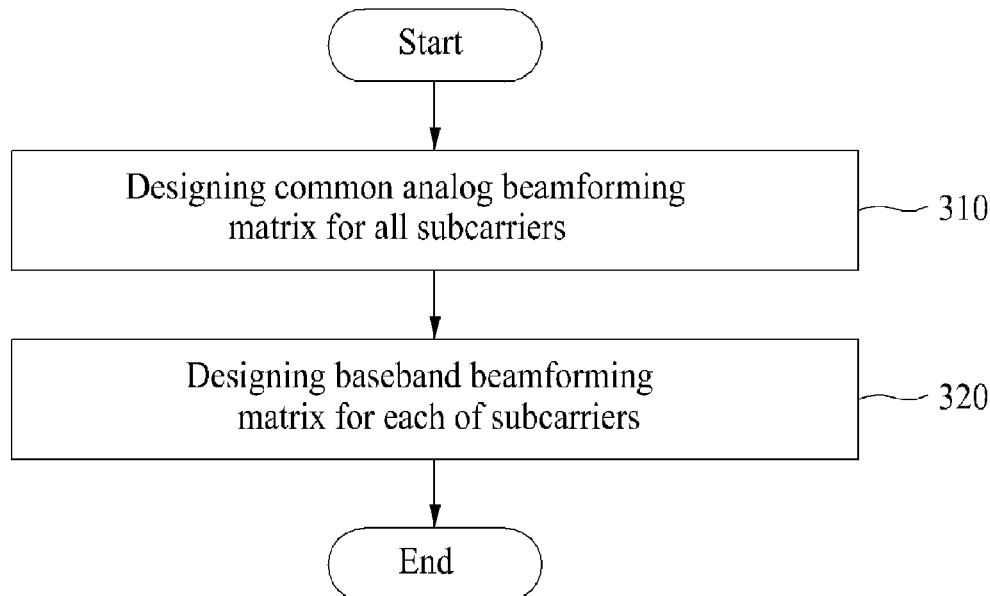 Start
Designing common analog beamforming
matrix for all subcarriers
310
Designing baseband beamforming
matrix for each of subcarriers
320
End